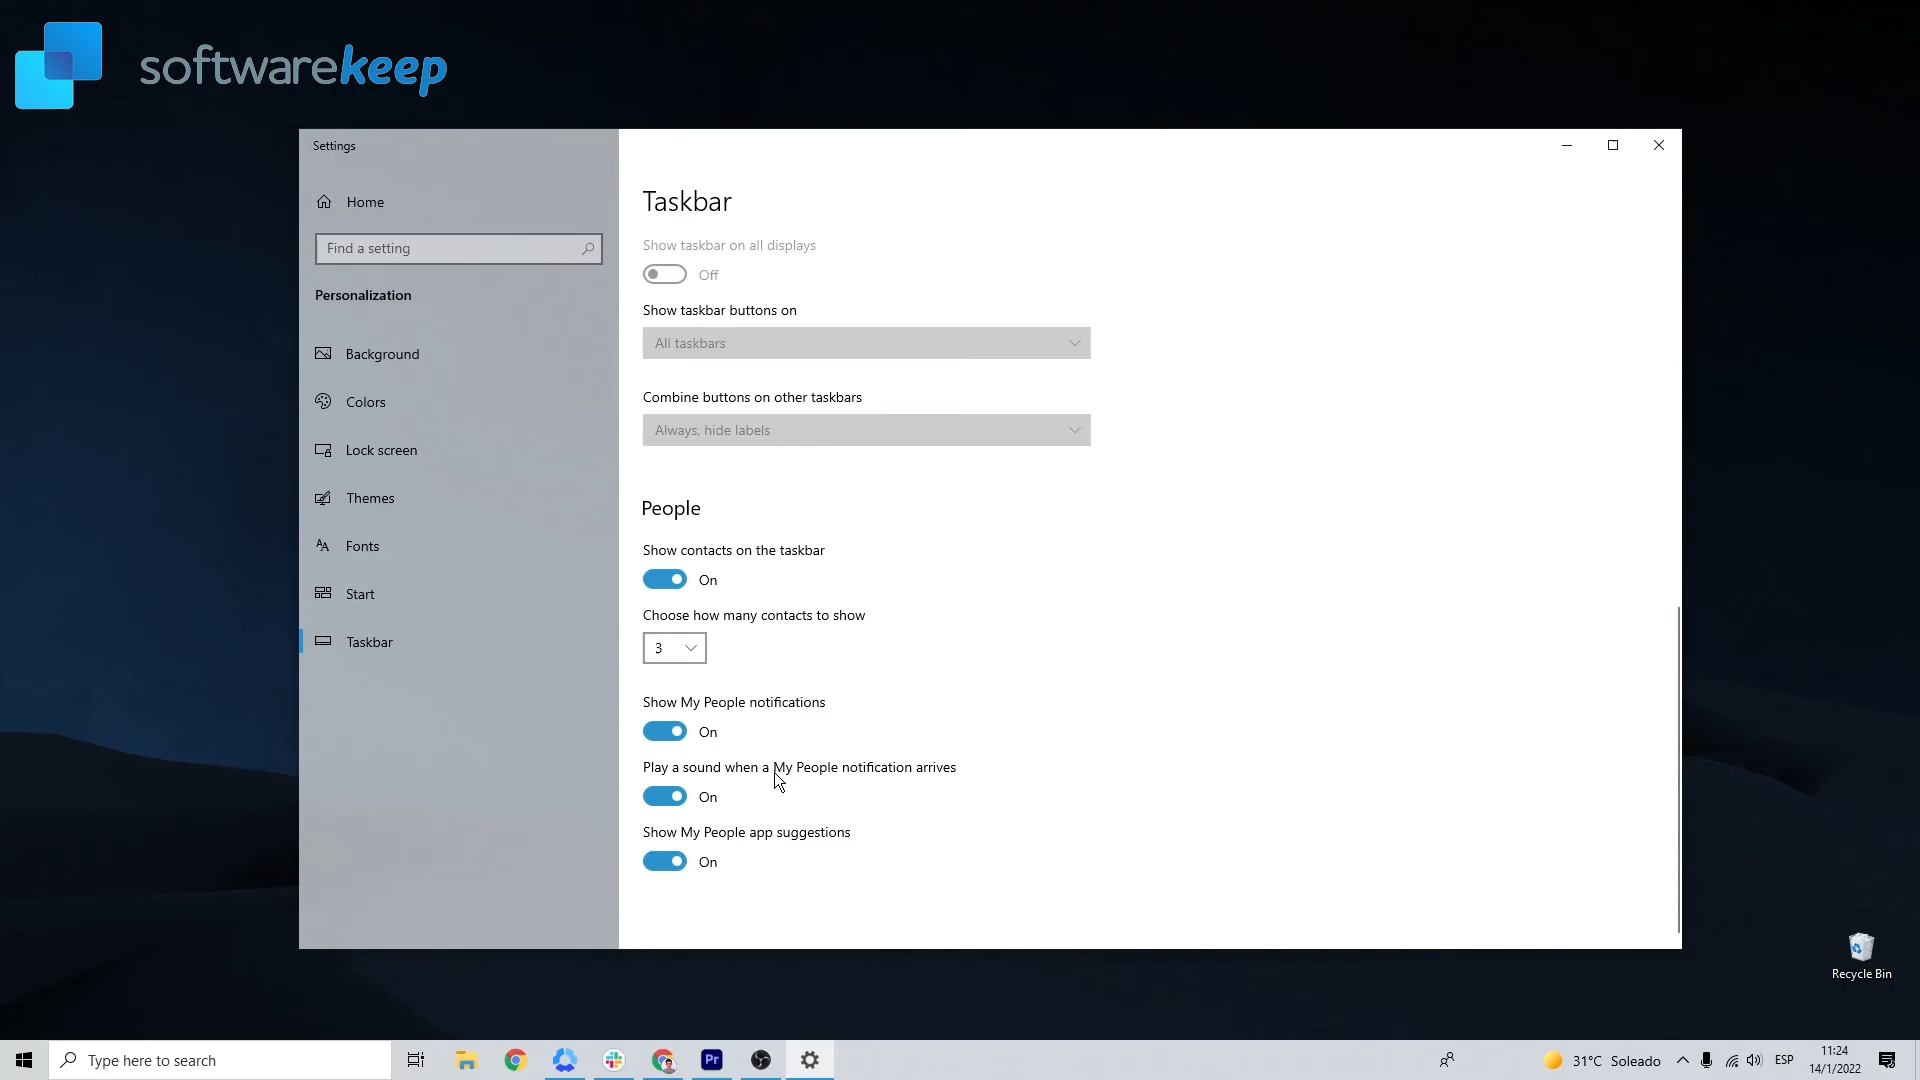 softwarekeep
Settings
Home
Find a setting
Personalization
Background
Colors
Lock screen
Themes
Fonts
Start
Taskbar
Taskbar
Show taskbar on all displays
Off
Show taskbar buttons on
All taskbars
Combine buttons on other taskbars
Always, hide labels
People
Show contacts on the taskbar
On
Choose how many contacts to show
3
Show My People notifications
On
Play a sound when a My People notification arrives
On
Show My People app suggestions
On
Recycle Bin
Type here to search
Pr
31°C Soleado
ESP
11:24
14/1/2022